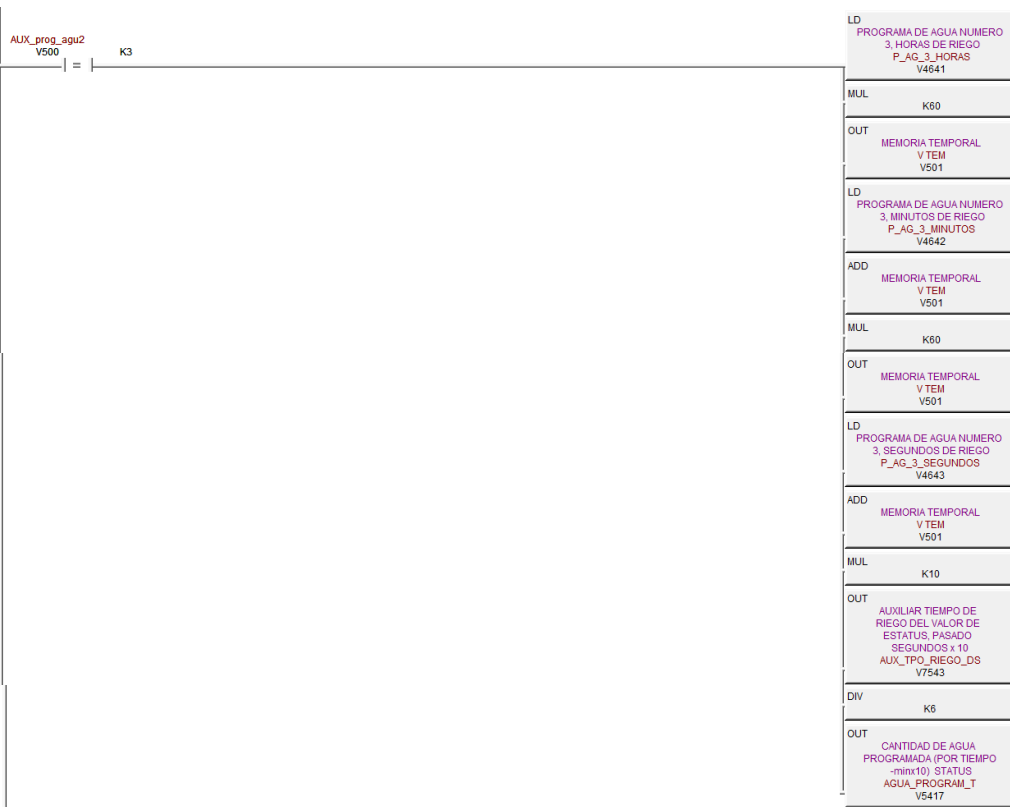 AUX_prog_agu2
V500 K3
=
LD
PROGRAMA DE AGUA NUMERO
3, HORAS DE RIEGO
P_AG_3_HORAS
V4641
MUL
K60
OUT
MEMORIA TEMPORAL
V TEM
V501
LD
PROGRAMA DE AGUA NUMERO
3, MINUTOS DE RIEGO
P_AG_3_MINUTOS
V4642
ADD
MEMORIA TEMPORAL
V TEM
V501
MUL
K60
OUT
MEMORIA TEMPORAL
V TEM
V501
LD
PROGRAMA DE AGUA NUMERO
3, SEGUNDOS DE RIEGO
P_AG_3_SEGUNDOS
V4643
ADD
MEMORIA TEMPORAL
V TEM
V501
MUL
K10
OUT
AUXILIAR TIEMPO DE
RIEGO DEL VALOR DE
ESTATUS, PASADO
SEGUNDOS x 10
AUX_TPO_RIEGO_DS
V7543
DIV
K6
OUT
CANTIDAD DE AGUA
PROGRAMADA (POR TIEMPO
-minx10) STATUS
AGUA_PROGRAM_T
V5417